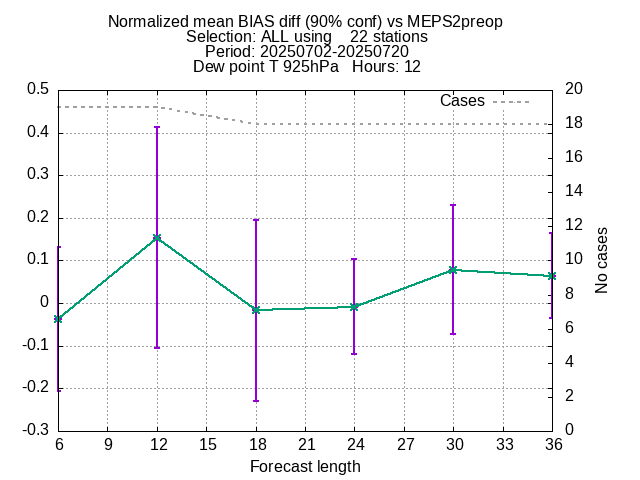 Normalized mean BIAS diff (90% conf) vs MEPS2preop
Selection: ALL using    22 stations
Period: 20250702-20250720
Dew point T 925hPa   Hours: 12
Cases
0.5
0.4
0.3
0.2
0.1
0
-0.1
-0.2
-0.3
20
18
16
14
12
10
8
6
4
2
0
No cases
6 9 12 15 18 21 24 27 30 33 36
Forecast length